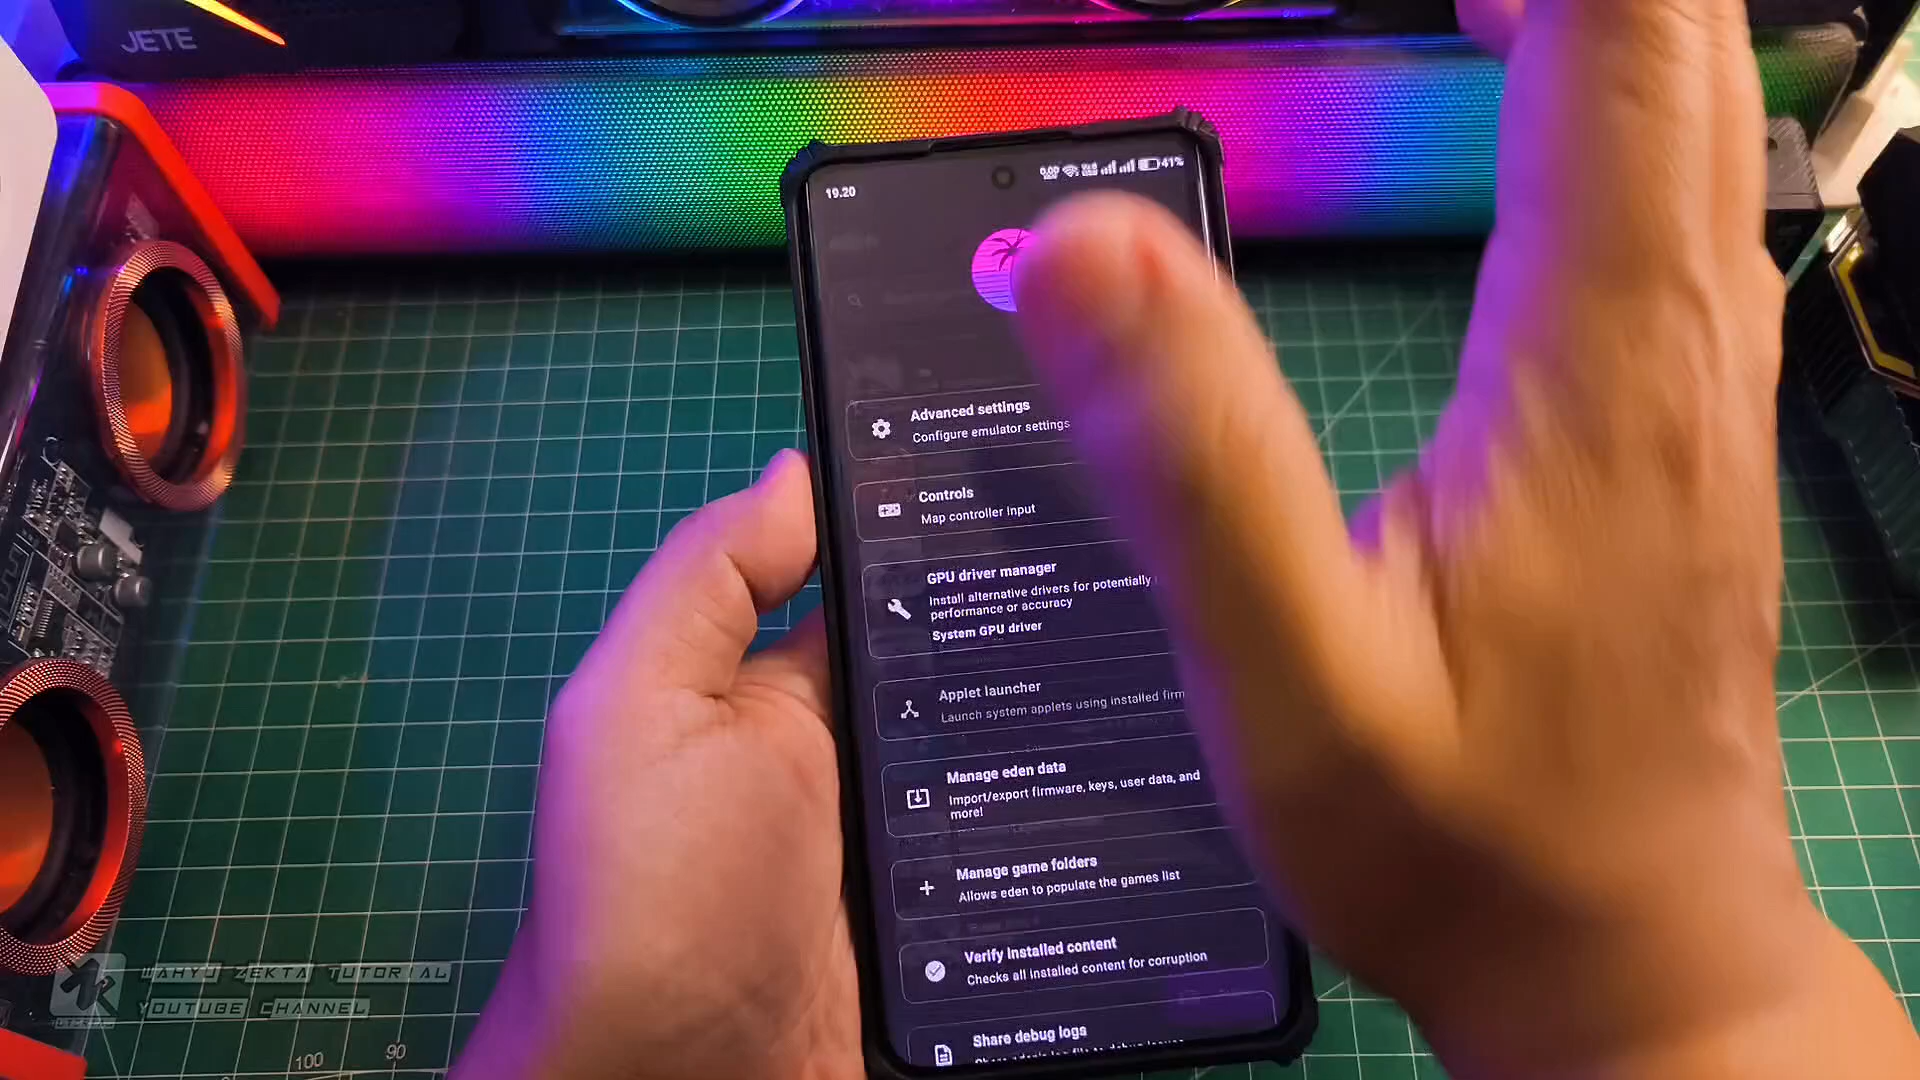 JETE
19.20
41%
Advanced settings
Configure emulator settings
Controls
Map controller input
GPU driver manager
Install alternative drivers for potentially
performance or accuracy
System GPU driver
Applet launcher
Launch system applets using installed firm
Manage eden data
Import/export firmware, keys, user data, and
more!
Manage game folders
Allows eden to populate the games list
Verify installed content
Checks all installed content for corruption
Share debug logs
WAHYU ZEKTA TUTORIAL
YOUTUBE CHANNEL
100
90